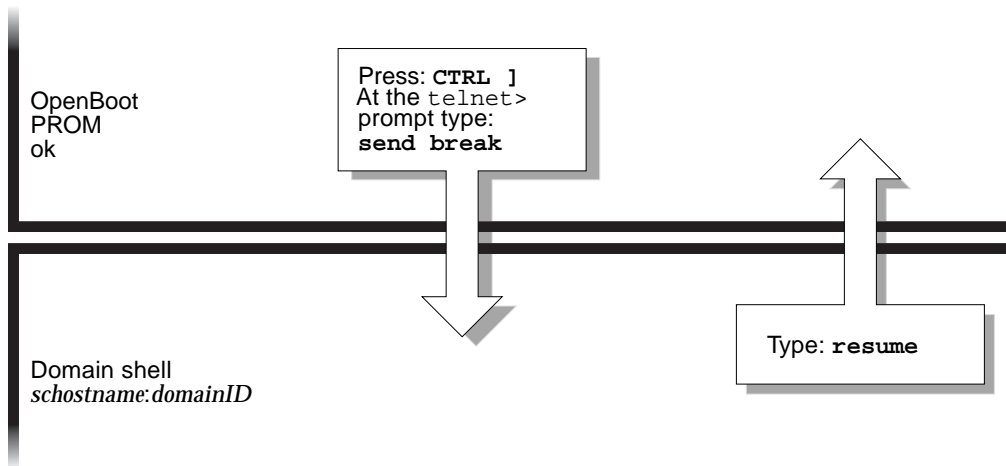 OpenBoot
PROM
ok
Press: CTRL ]
At the telnet>
prompt type:
send break
Type: resume
Domain shell
schostname:domainID